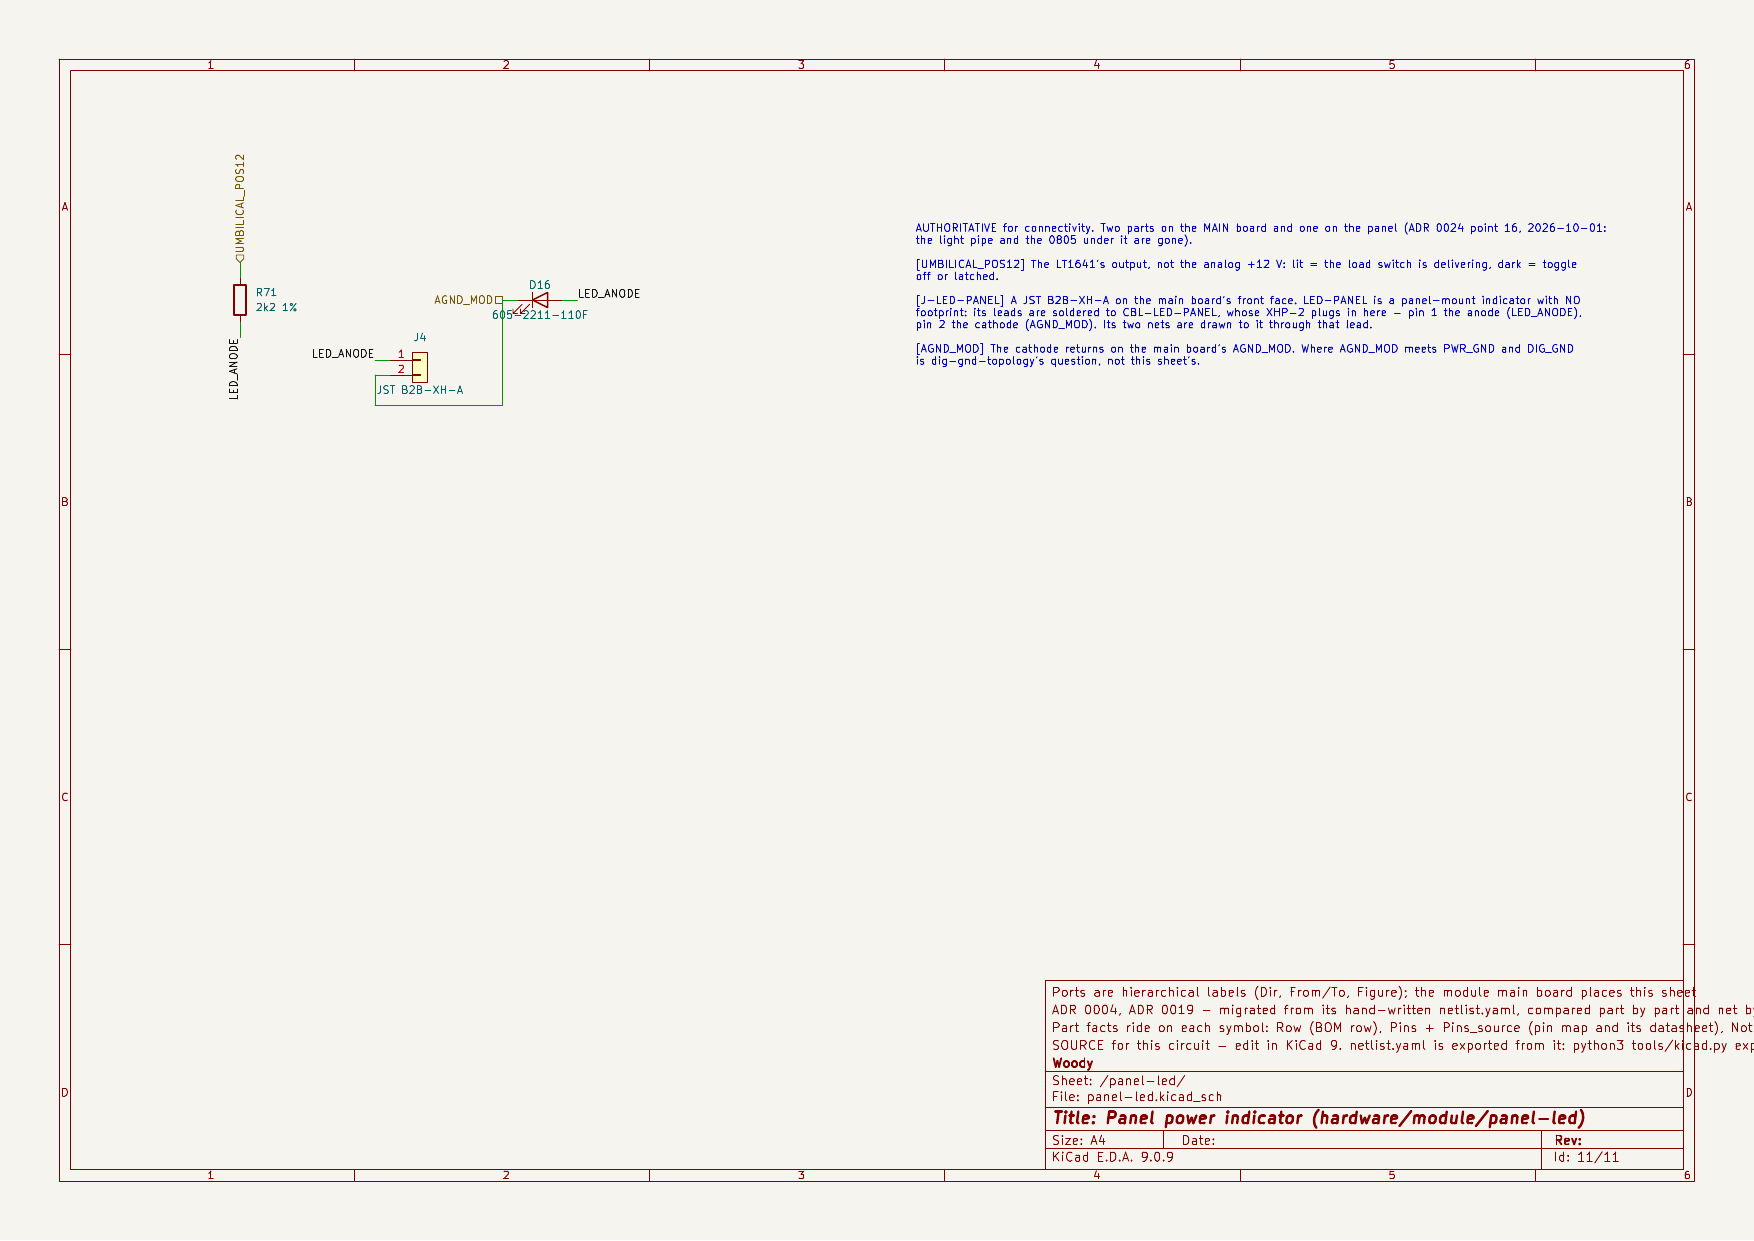 1 2 3 4 5 6
A A
B B
C C
D D
UMBILICAL_POS12
R71
2k2 1%
LED_ANODE
AGND_MOD
D16
LED_ANODE
605-2211-110F
J4
LED_ANODE
1
2
JST B2B-XH-A
AUTHORITATIVE for connectivity. Two parts on the MAIN board and one on the panel (ADR 0024 point 16, 2026-10-01:
the light pipe and the 0805 under it are gone).
[UMBILICAL_POS12] The LT1641's output, not the analog +12 V: lit = the load switch is delivering, dark = toggle
off or latched.
[J-LED-PANEL] A JST B2B-XH-A on the main board's front face. LED-PANEL is a panel-mount indicator with NO
footprint: its leads are soldered to CBL-LED-PANEL, whose XHP-2 plugs in here - pin 1 the anode (LED_ANODE),
pin 2 the cathode (AGND_MOD). Its two nets are drawn to it through that lead.
[AGND_MOD] The cathode returns on the main board's AGND_MOD. Where AGND_MOD meets PWR_GND and DIG_GND
is dig-gnd-topology's question, not this sheet's.
Ports are hierarchical labels (Dir, From/To, Figure); the module main board places this sheet
ADR 0004, ADR 0019 - migrated from its hand-written netlist.yaml, compared part by part and net by
Part facts ride on each symbol: Row (BOM row), Pins + Pins_source (pin map and its datasheet), Not
SOURCE for this circuit - edit in KiCad 9. netlist.yaml is exported from it: python3 tools/kicad.py exp
Woody
Sheet: /panel-led/
File: panel-led.kicad_sch
Title: Panel power indicator (hardware/module/panel-led)
Size: A4 Date: Rev:
KiCad E.D.A. 9.0.9 Id: 11/11
1 2 3 4 5 6